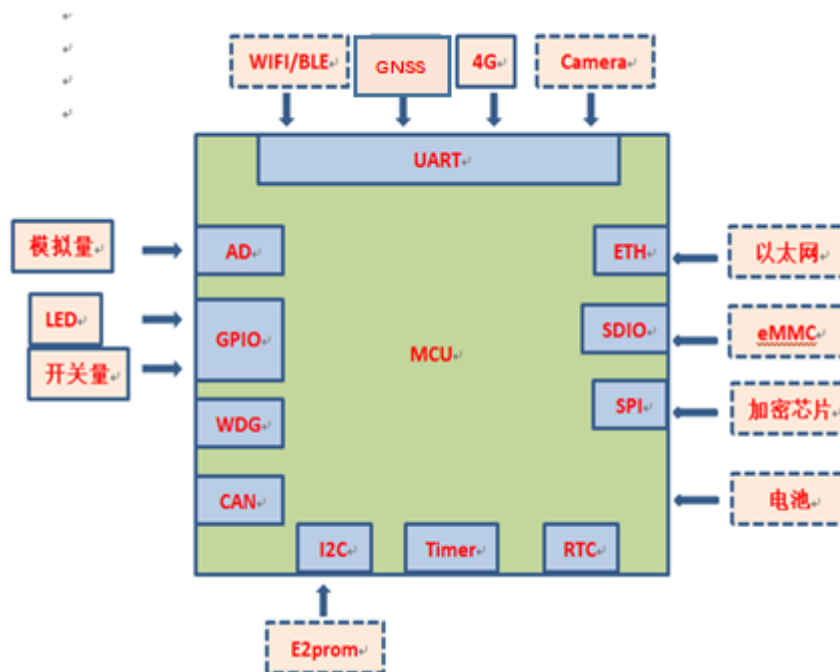 WIFI/BLE
GNSS
4G
Camera
UART
模拟量
AD
ETH
以太网
LED
GPIO
SDIO
eMMC
开关量
MCU
SPI
加密芯片
WDG
CAN
电池
I2C
Timer
RTC
E2prom